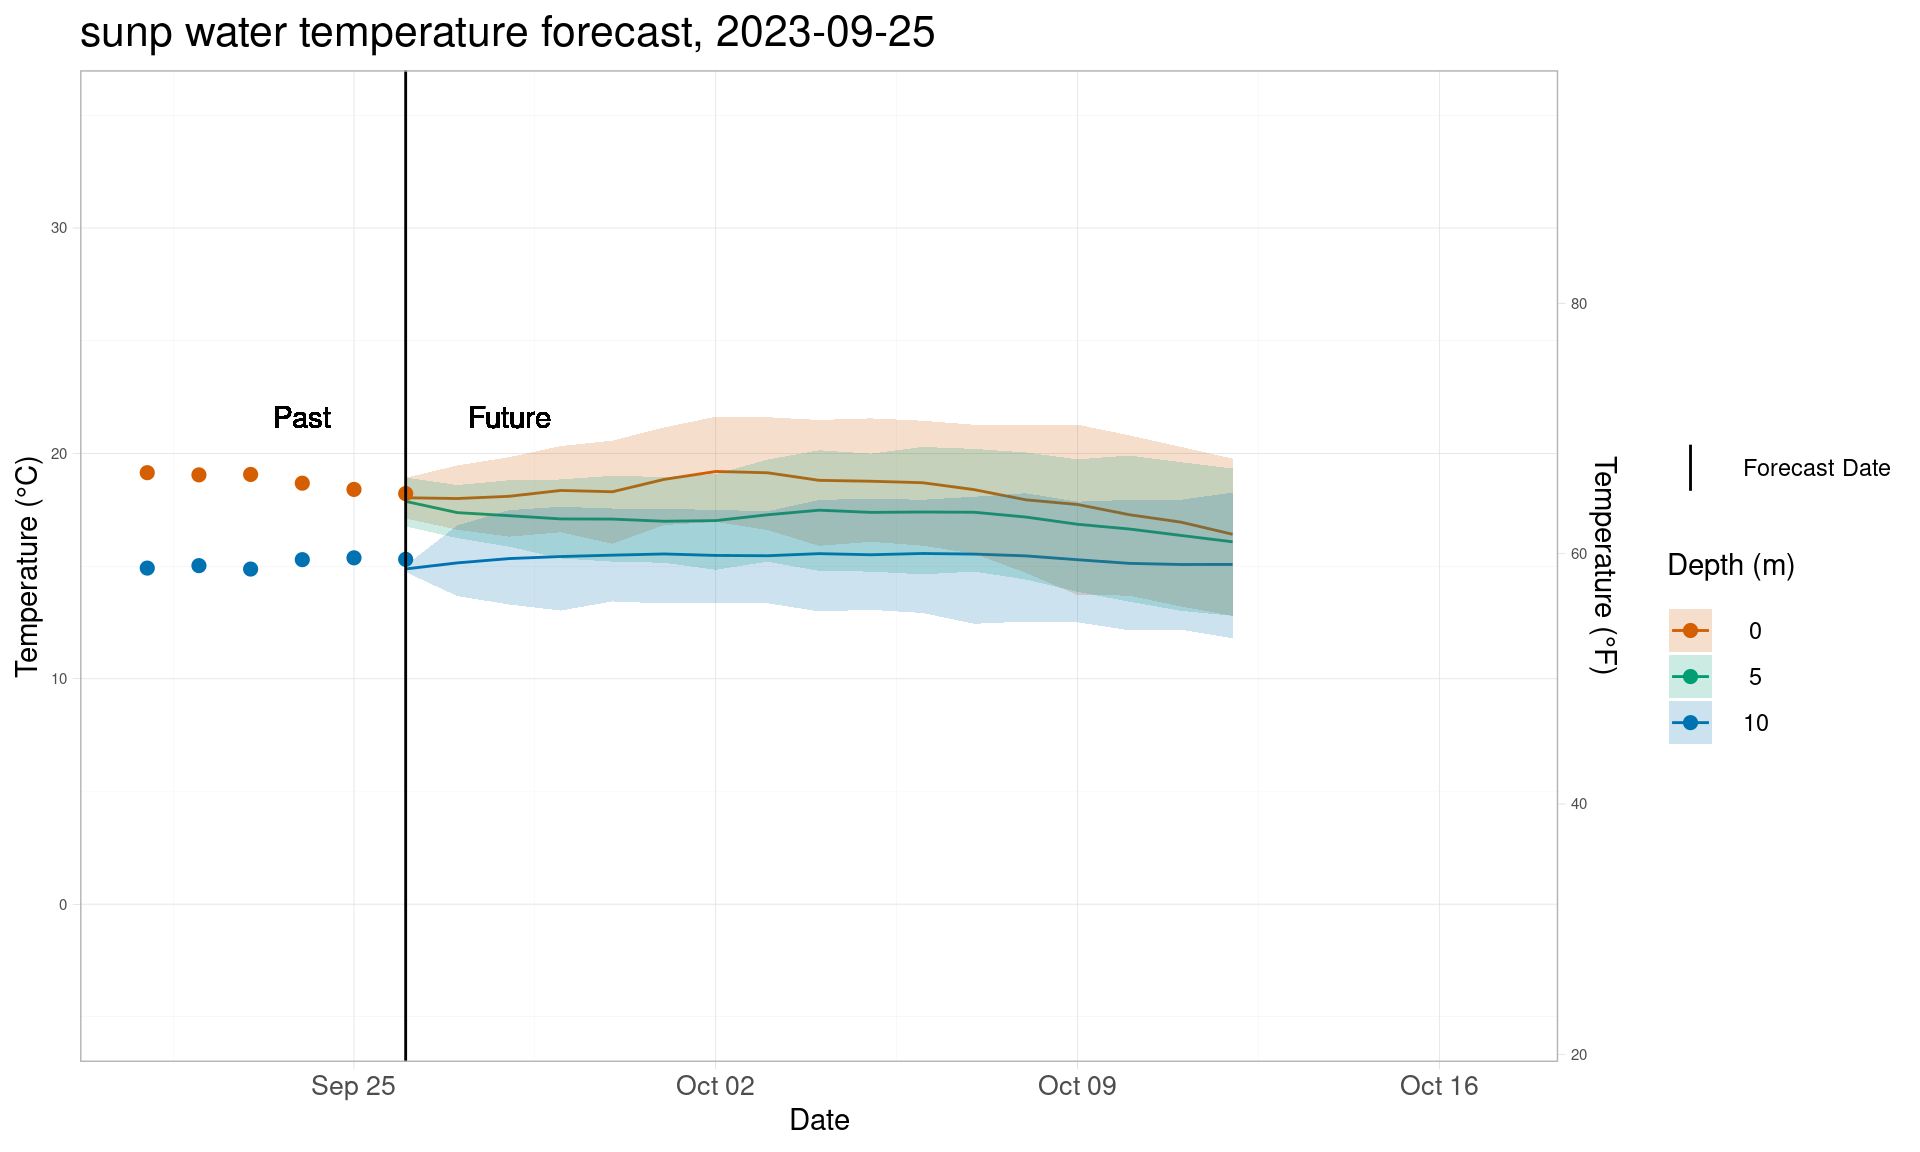 sunp water temperature forecast, 2023-09-25
Temperature (°C)
30
20
10
0
Past
Future
80
60
40
20
Temperature (°F)
Sep 25
Oct 02
Oct 09
Oct 16
Date
Forecast Date
Depth (m)
0
5
10